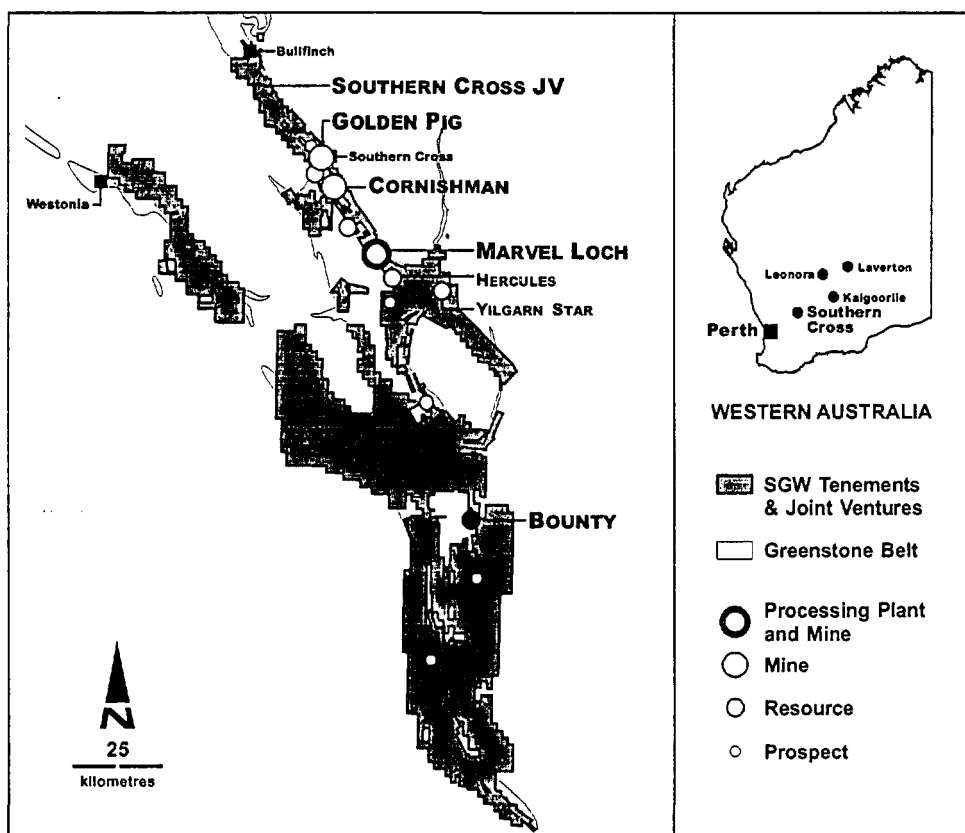 Bullfinch
SOUTHERN CROSS JV
GOLDEN PIG
Southern Cross
CORNISHMAN
Westonia
MARVEL LOCH
HERCULES
YILGARN STAR
BOUNTY
N
25
kilometres
Leonora
Laverton
Kalgoorlie
Southern
Cross
Perth
WESTERN AUSTRALIA
SGW Tenements
& Joint Ventures
Greenstone Belt
Processing Plant
and Mine
Mine
Resource
Prospect